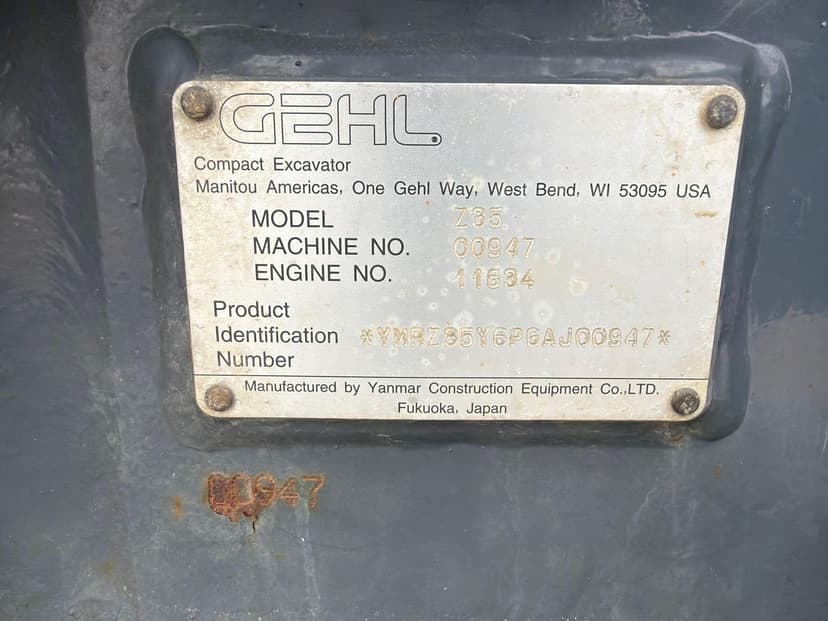 GEHL
Compact Excavator
Manitou Americas, One Gehl Way, West Bend, WI 53095 USA
MODEL Z35
MACHINE NO. 00947
ENGINE NO. 11834
Product
Identification *YMRZ35Y6PGAJ00947*
Number
Manufactured by Yanmar Construction Equipment Co.,LTD.
Fukuoka, Japan
00947